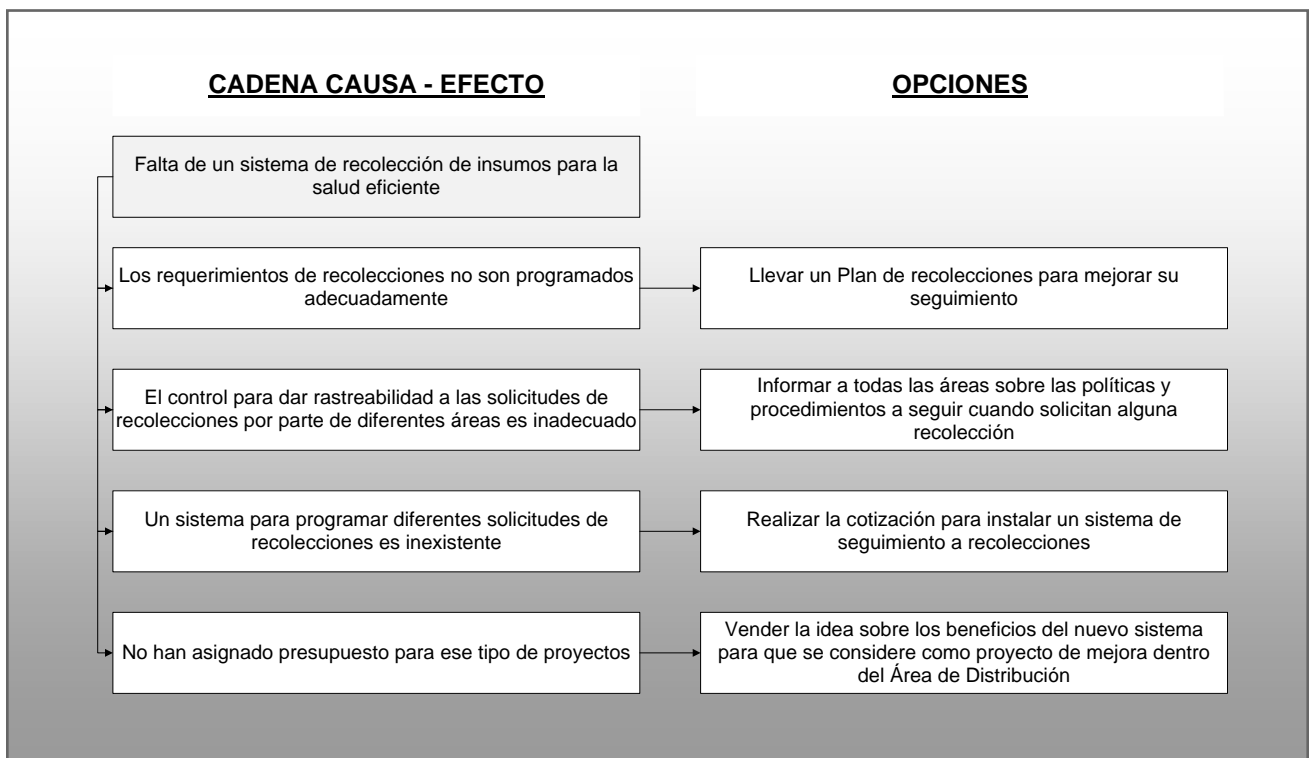 CADENA CAUSA - EFECTO
OPCIONES
Falta de un sistema de recolección de insumos para la
salud eficiente
Los requerimientos de recolecciones no son programados
adecuadamente
Llevar un Plan de recolecciones para mejorar su
seguimiento
El control para dar rastreabilidad a las solicitudes de
recolecciones por parte de diferentes áreas es inadecuado
Informar a todas las áreas sobre las políticas y
procedimientos a seguir cuando solicitan alguna
recolección
Un sistema para programar diferentes solicitudes de
recolecciones es inexistente
Realizar la cotización para instalar un sistema de
seguimiento a recolecciones
No han asignado presupuesto para ese tipo de proyectos
Vender la idea sobre los beneficios del nuevo sistema
para que se considere como proyecto de mejora dentro
del Área de Distribución